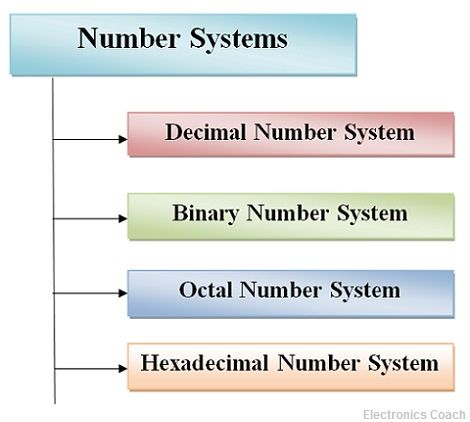 Number Systems
Decimal Number System
Binary Number System
Octal Number System
Hexadecimal Number System
Electronics Coach